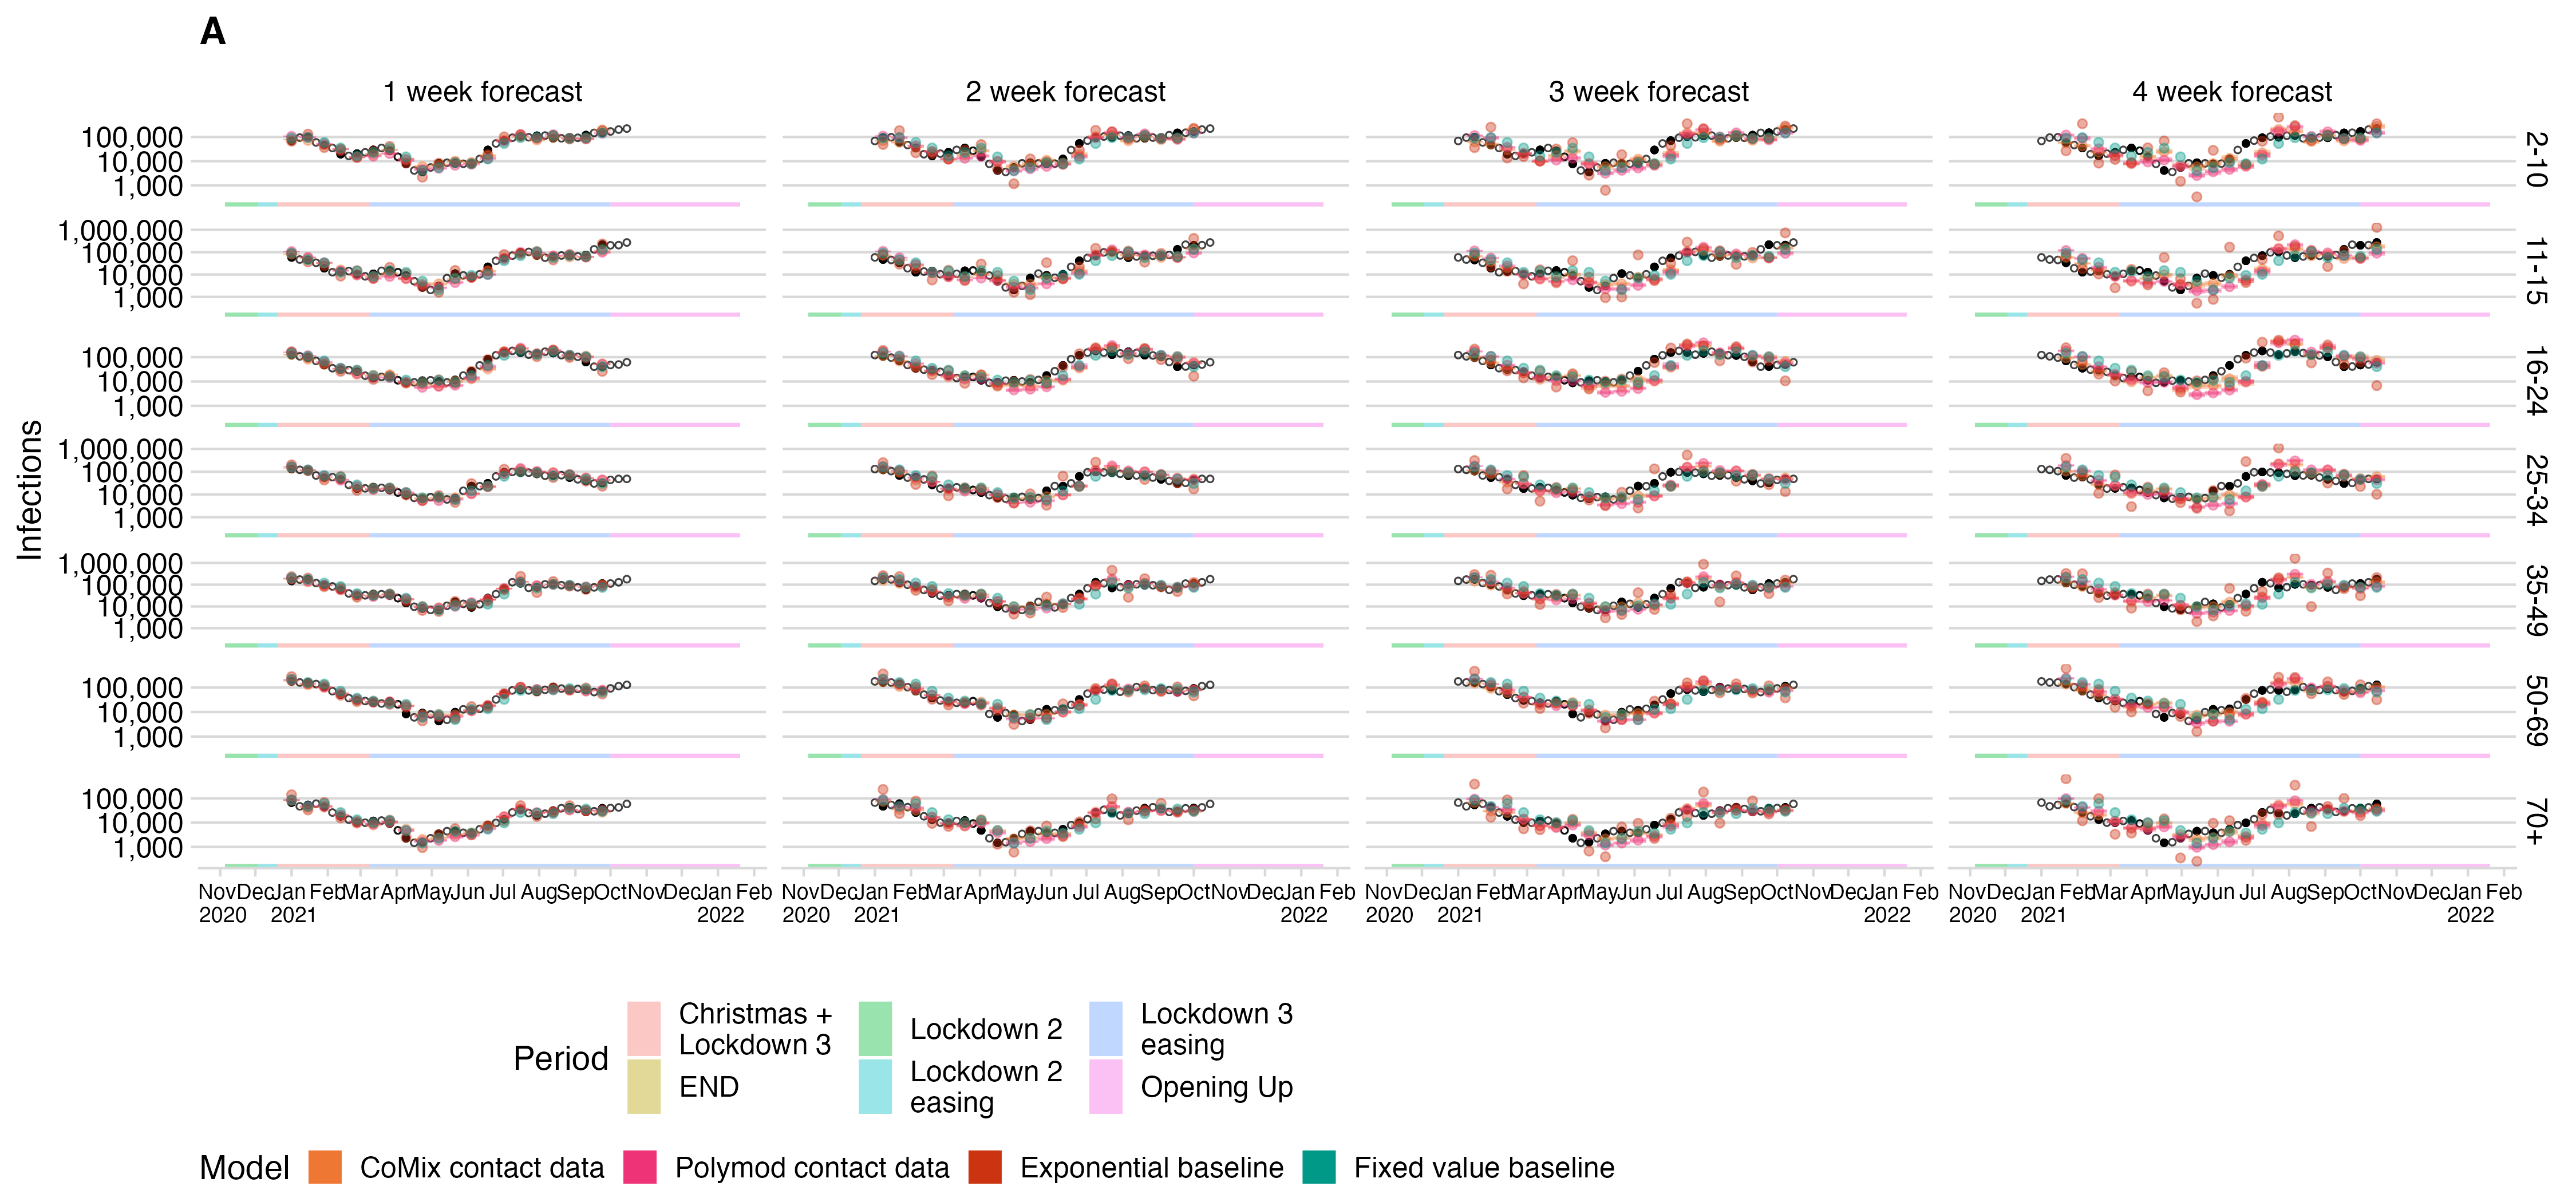 A
1 week forecast 2 week forecast 3 week forecast 4 week forecast
Infections
100,000
10,000
1,000
2-10
1,000,000
100,000
10,000
1,000
11-15
100,000
10,000
1,000
16-24
1,000,000
100,000
10,000
1,000
25-34
1,000,000
100,000
10,000
1,000
35-49
100,000
10,000
1,000
50-69
100,000
10,000
1,000
70+
Nov Dec Jan Feb Mar Apr May Jun Jul Aug Sep Oct Nov Dec Jan Feb Nov Dec Jan Feb Mar Apr May Jun Jul Aug Sep Oct Nov Dec Jan Feb Nov Dec Jan Feb Mar Apr May Jun Jul Aug Sep Oct Nov Dec Jan Feb Nov Dec Jan Feb Mar Apr May Jun Jul Aug Sep Oct Nov Dec Jan Feb
2020 2021 2022 2020 2021 2022 2020 2021 2022 2020 2021 2022
Period
Christmas +
Lockdown 3
END
Lockdown 2
Lockdown 2
easing
Lockdown 3
easing
Opening Up
Model CoMix contact data Polymod contact data Exponential baseline Fixed value baseline